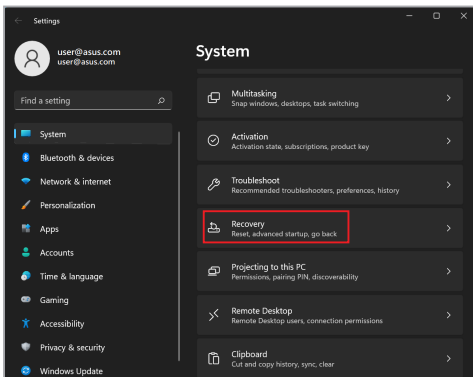 Settings
user@asus.com
user@asus.com
Find a setting
System
Bluetooth & devices
Network & internet
Personalization
Apps
Accounts
Time & language
Gaming
Accessibility
Privacy & security
Windows Update
System
Multitasking
Snap windows, desktops, task switching
Activation
Activation state, subscriptions, product key
Troubleshoot
Recommended troubleshooters, preferences, history
Recovery
Reset, advanced startup, go back
Projecting to this PC
Permissions, pairing PIN, discoverability
Remote Desktop
Remote Desktop users, connection permissions
Clipboard
Cut and copy history, sync, clear